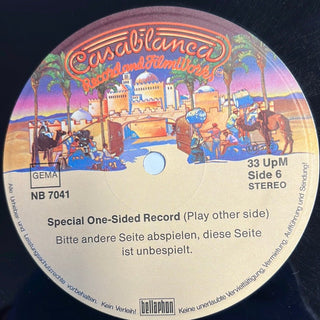 Casablanca
Record and FilmWorks
GEMA
NB 7041
33 UpM
Side 6
STEREO
Special One-Sided Record (Play other side)
Bitte andere Seite abspielen, diese Seite
ist unbespielt.
Alle Urheber- und Leistungsschutzrechte vorbehalten. Kein Verleih! Keine unerlaubte Vervielfältigung, Vermietung, Aufführung und Sendung!
bellaphon